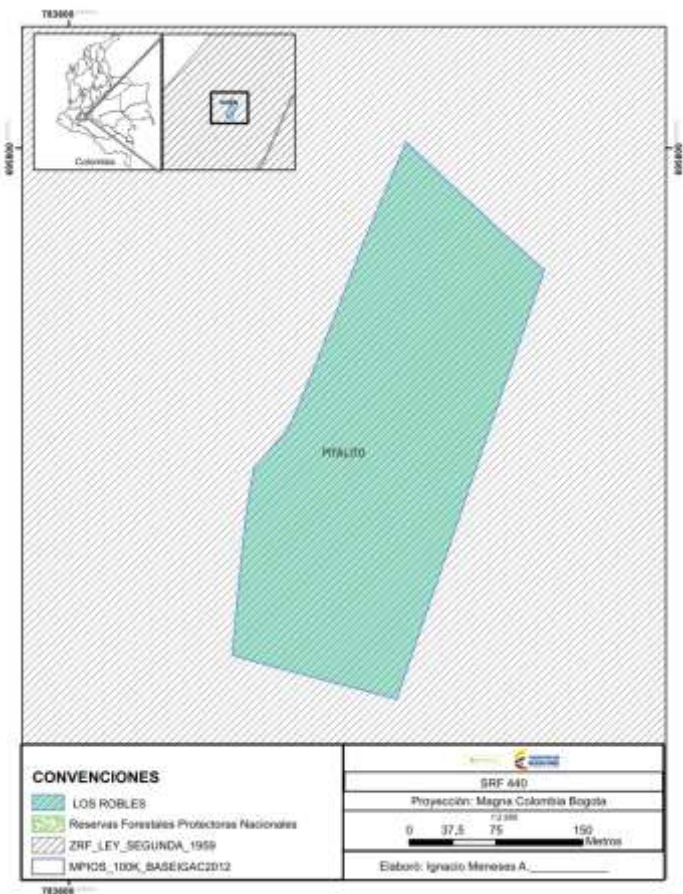 Colombia
PITALITO
CONVENCIONES
LOS ROBLES
Reservas Forestales Protectoras Nacionales
ZRF_LEY_SEGUNDA_1959
MPIOS_100K_BASEIGAC2012
SRF 440
Proyección: Magna Colombia Bogota
0 37,5 75 150
Metros
Elaboró: Ignacio Meneses A.